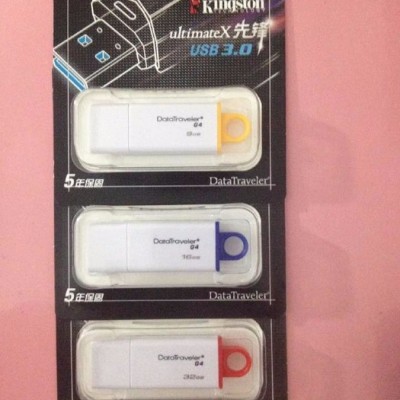 Kingston
ultimateX 先鋒
USB 3.0
DataTraveler
G4
5年保固
DataTraveler
DataTraveler
G4
5年保固
DataTraveler
DataTraveler
G4